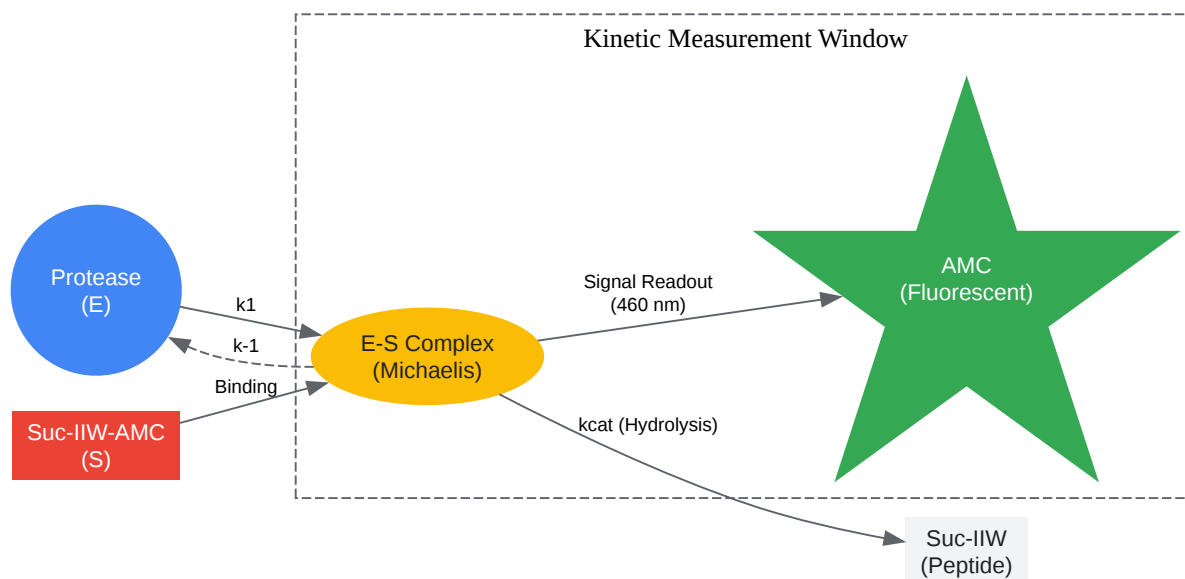 Kinetic Measurement Window
Protease
(E)
k1
k-1
Binding
Suc-IIW-AMC
(S)
E-S Complex
(Michaelis)
Signal Readout
(460 nm)
AMC
(Fluorescent)
kcat (Hydrolysis)
Suc-IIW
(Peptide)